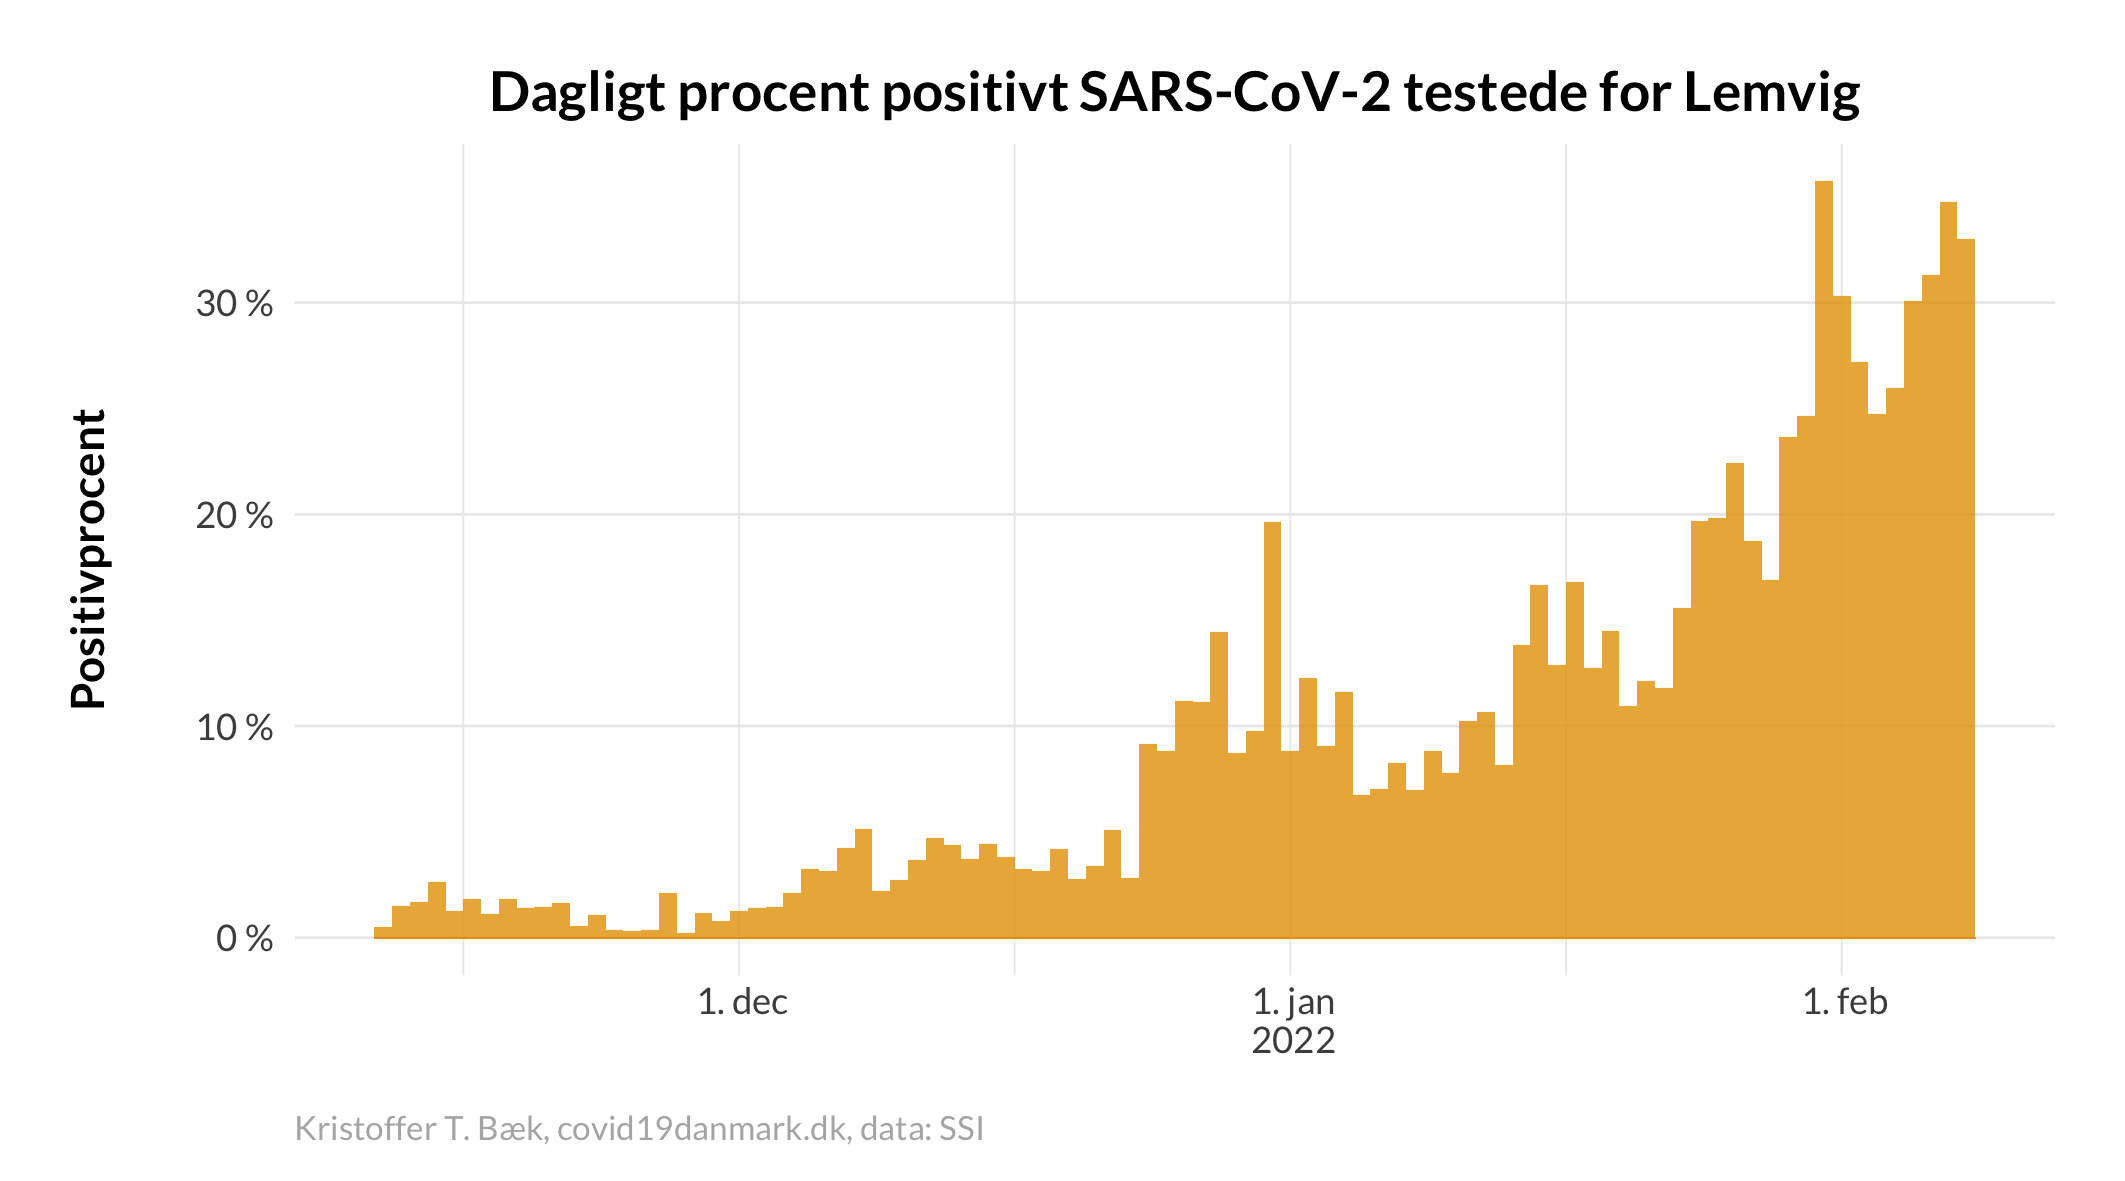 Dagligt procent positivt SARS-CoV-2 testede for Lemvig
Positivprocent
30 %
20 %
10 %
0 %
1. dec
1. jan
2022
1. feb
Kristoffer T. Bæk, covid19danmark.dk, data: SSI